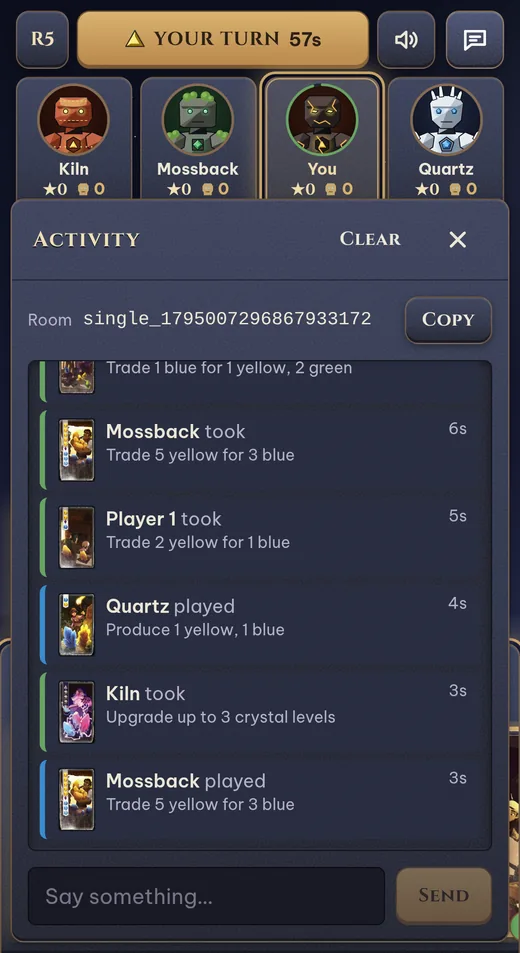 R5
YOUR TURN 57s
Kiln
★0 0
Mossback
★0 0
You
★0 0
Quartz
★0 0
Activity
Clear
Room single_1795007296867933172
Copy
Trade 1 blue for 1 yellow, 2 green
Mossback took 6s
Trade 5 yellow for 3 blue
Player 1 took 5s
Trade 2 yellow for 1 blue
Quartz played 4s
Produce 1 yellow, 1 blue
Kiln took 3s
Upgrade up to 3 crystal levels
Mossback played 3s
Trade 5 yellow for 3 blue
Say something...
Send